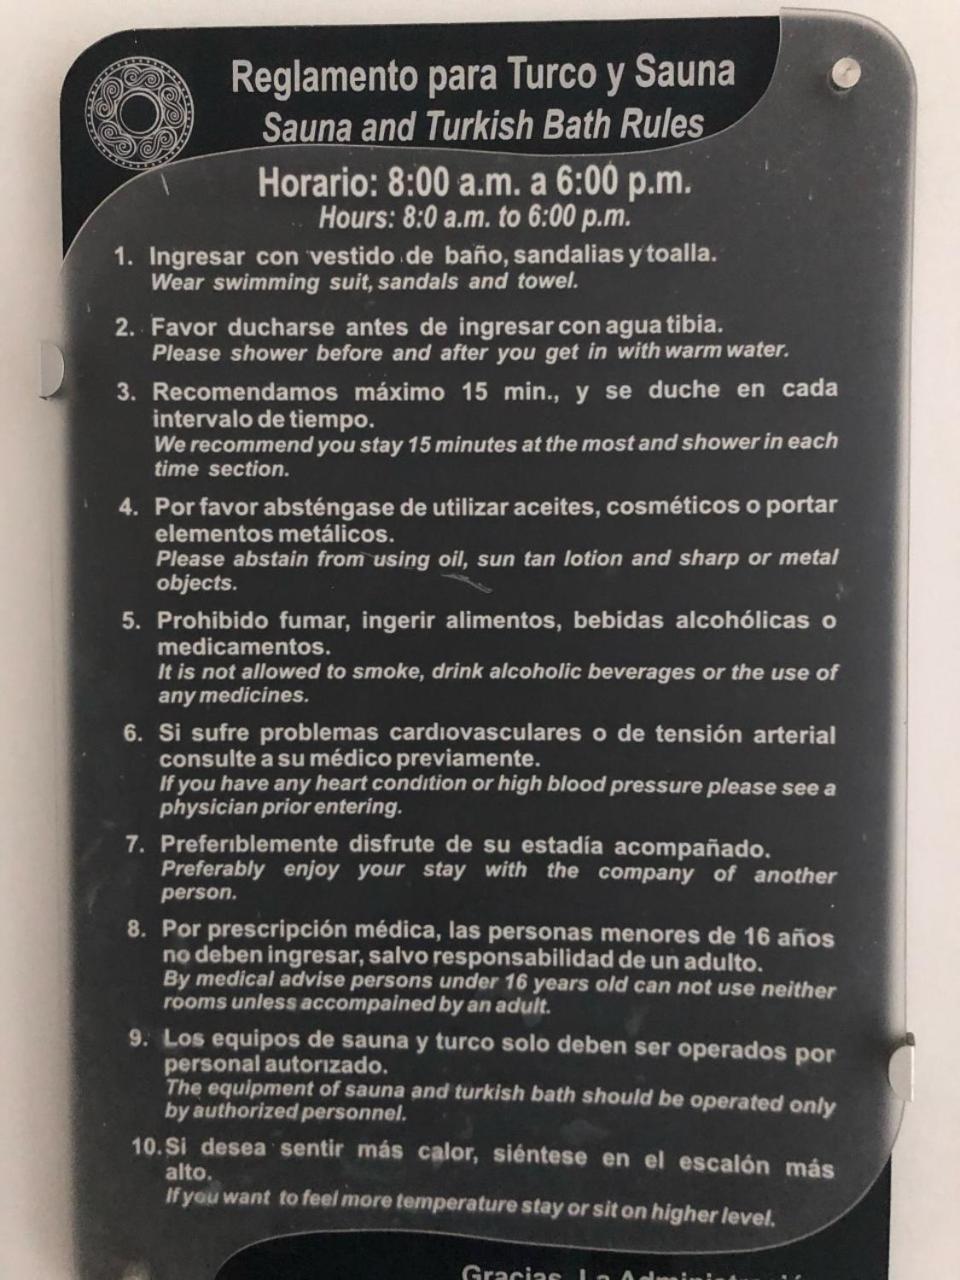 Reglamento para Turco y Sauna
Sauna and Turkish Bath Rules
Horario: 8:00 a.m. a 6:00 p.m.
Hours: 8:0 a.m. to 6:00 p.m.
1. Ingresar con vestido de baño, sandalias y toalla.
Wear swimming suit, sandals and towel.
2. Favor ducharse antes de ingresar con agua tibia.
Please shower before and after you get in with warm water.
3. Recomendamos máximo 15 min., y se duche en cada
intervalo de tiempo.
We recommend you stay 15 minutes at the most and shower in each
time section.
4. Por favor absténgase de utilizar aceites, cosméticos o portar
elementos metálicos.
Please abstain from using oil, sun tan lotion and sharp or metal
objects.
5. Prohibido fumar, ingerir alimentos, bebidas alcohólicas o
medicamentos.
It is not allowed to smoke, drink alcoholic beverages or the use of
any medicines.
6. Si sufre problemas cardiovasculares o de tensión arterial
consulte a su médico previamente.
If you have any heart condition or high blood pressure please see a
physician prior entering.
7. Preferiblemente disfrute de su estadía acompañado.
Preferably enjoy your stay with the company of another
person.
8. Por prescripción médica, las personas menores de 16 años
no deben ingresar, salvo responsabilidad de un adulto.
By medical advise persons under 16 years old can not use neither
rooms unless accompained by an adult.
9. Los equipos de sauna y turco solo deben ser operados por
personal autorizado.
The equipment of sauna and turkish bath should be operated only
by authorized personnel.
10. Si desea sentir más calor, siéntese en el escalón más
alto.
If you want to feel more temperature stay or sit on higher level.
Gracias, La